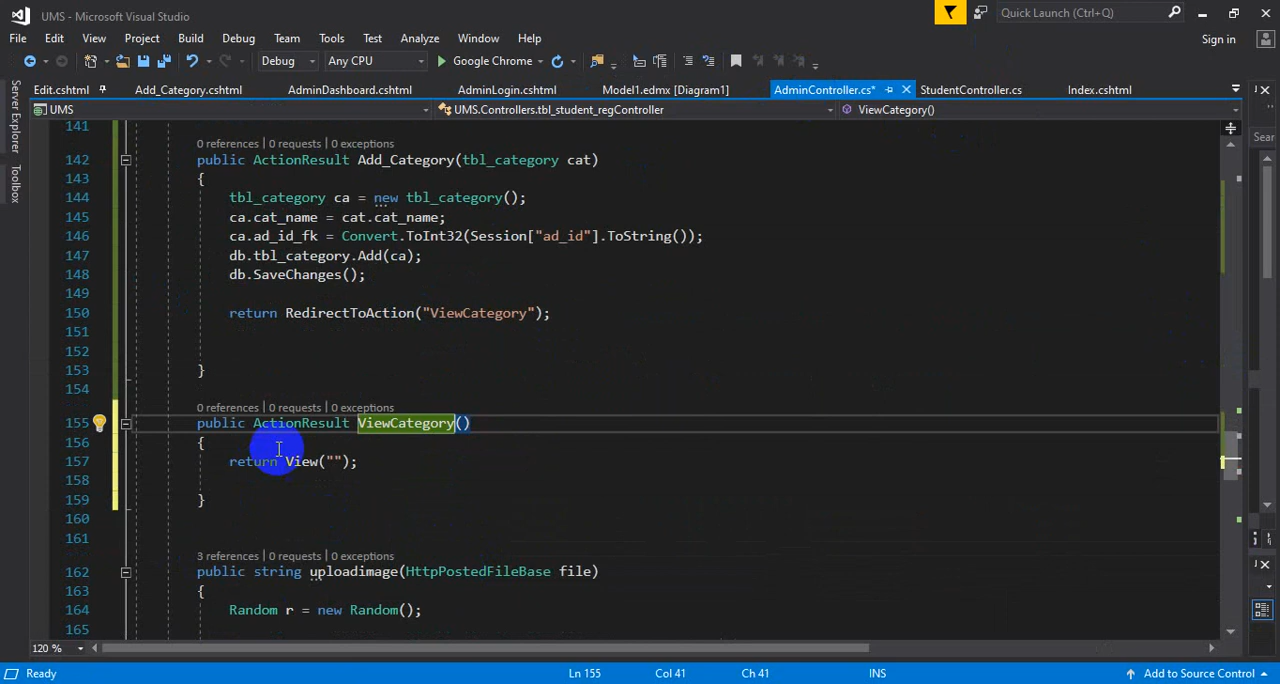 UMS - Microsoft Visual Studio
Quick Launch (Ctrl+Q)
File Edit View Project Build Debug Team Tools Test Analyze Window Help
Sign in
Debug Any CPU Google Chrome
Edit.cshtml Add_Category.cshtml AdminDashboard.cshtml AdminLogin.cshtml Model1.edmx [Diagram1] AdminController.cs* StudentController.cs Index.cshtml
UMS UMS.Controllers.tbl_student_regController ViewCategory()
Server Explorer
Toolbox
Sear
141
0 references | 0 requests | 0 exceptions
142 public ActionResult Add_Category(tbl_category cat)
143 {
144 tbl_category ca = new tbl_category();
145 ca.cat_name = cat.cat_name;
146 ca.ad_id_fk = Convert.ToInt32(Session["ad_id"].ToString());
147 db.tbl_category.Add(ca);
148 db.SaveChanges();
149
150 return RedirectToAction("ViewCategory");
151
152
153 }
154
0 references | 0 requests | 0 exceptions
155 public ActionResult ViewCategory()
156 {
157 return View("");
158
159 }
160
161
3 references | 0 requests | 0 exceptions
162 public string uploadimage(HttpPostedFileBase file)
163 {
164 Random r = new Random();
165
120 %
Ready Ln 155 Col 41 Ch 41 INS Add to Source Control